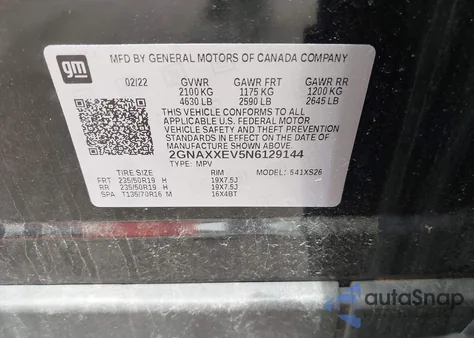 gm
MFD BY GENERAL MOTORS OF CANADA COMPANY
02/22 GVWR GAWR FRT GAWR RR
2100 KG 1175 KG 1200 KG
4630 LB 2590 LB 2645 LB
THIS VEHICLE CONFORMS TO ALL
APPLICABLE U.S. FEDERAL MOTOR
VEHICLE SAFETY AND THEFT PREVENTION
STANDARDS IN EFFECT ON THE DATE OF
MANUFACTURE SHOWN ABOVE.
2GNAXXEV5N6129144
TYPE: MPV MODEL: 541XS26
TIRE SIZE RIM
FRT 235/50R19 H 19X7.5J
RR 235/50R19 H 19X7.5J
SPA T135/70R16 M 16X4BT
autoSnap